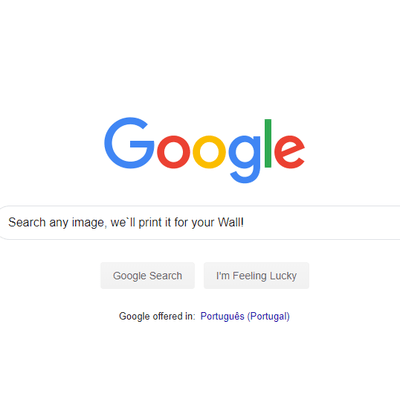 Google
Search any image, we`ll print it for your Wall!
Google Search
I'm Feeling Lucky
Google offered in: Português (Portugal)